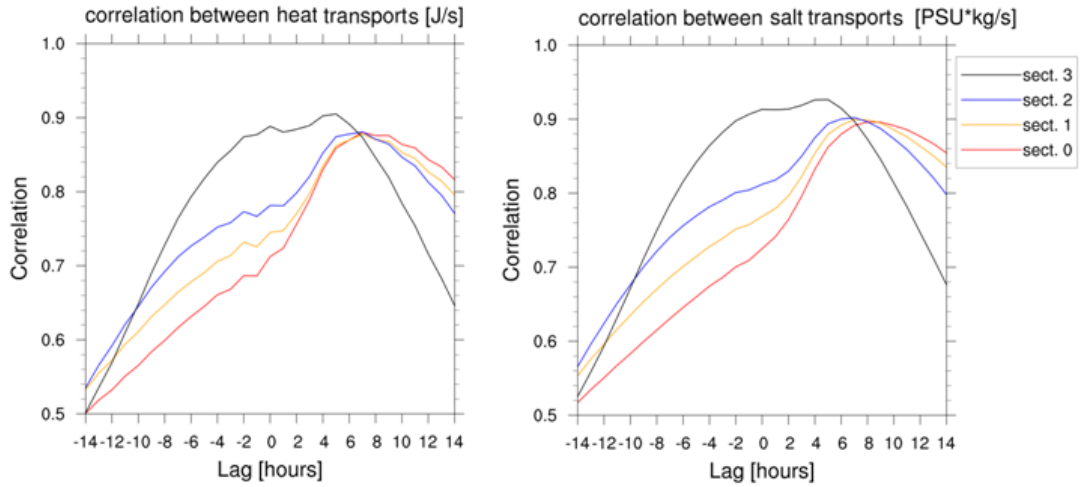 correlation between heat transports [J/s]
1.0
0.9
0.8
0.7
0.6
0.5
Correlation
-14 -12 -10 -8 -6 -4 -2 0 2 4 6 8 10 12 14
Lag [hours]
correlation between salt transports [PSU*kg/s]
1.0
0.9
0.8
0.7
0.6
0.5
Correlation
-14 -12 -10 -8 -6 -4 -2 0 2 4 6 8 10 12 14
Lag [hours]
sect. 3
sect. 2
sect. 1
sect. 0